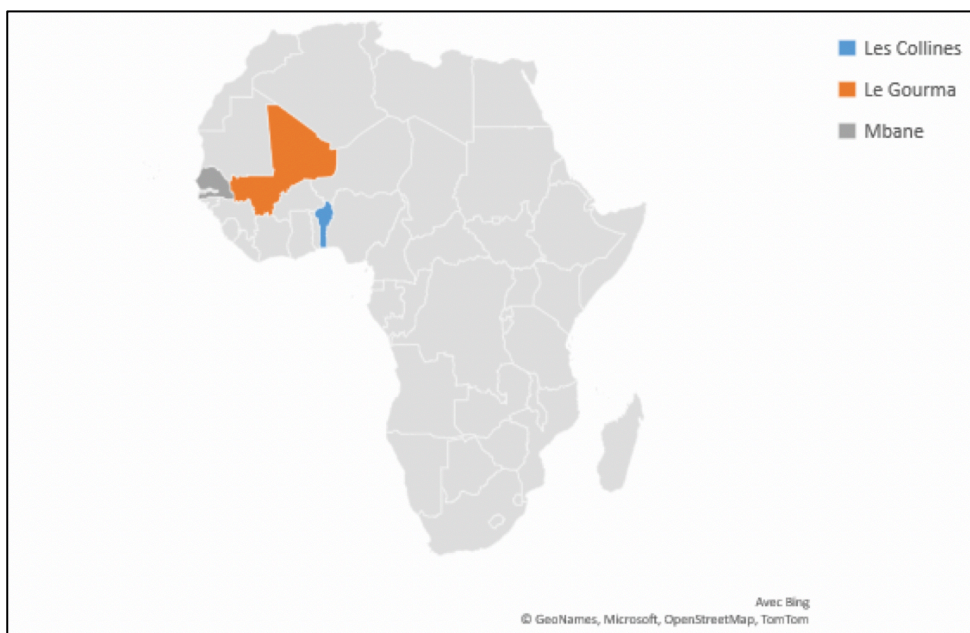 Les Collines
Le Gourma
Mbane
Avec Bing
© GeoNames, Microsoft, OpenStreetMap, TomTom